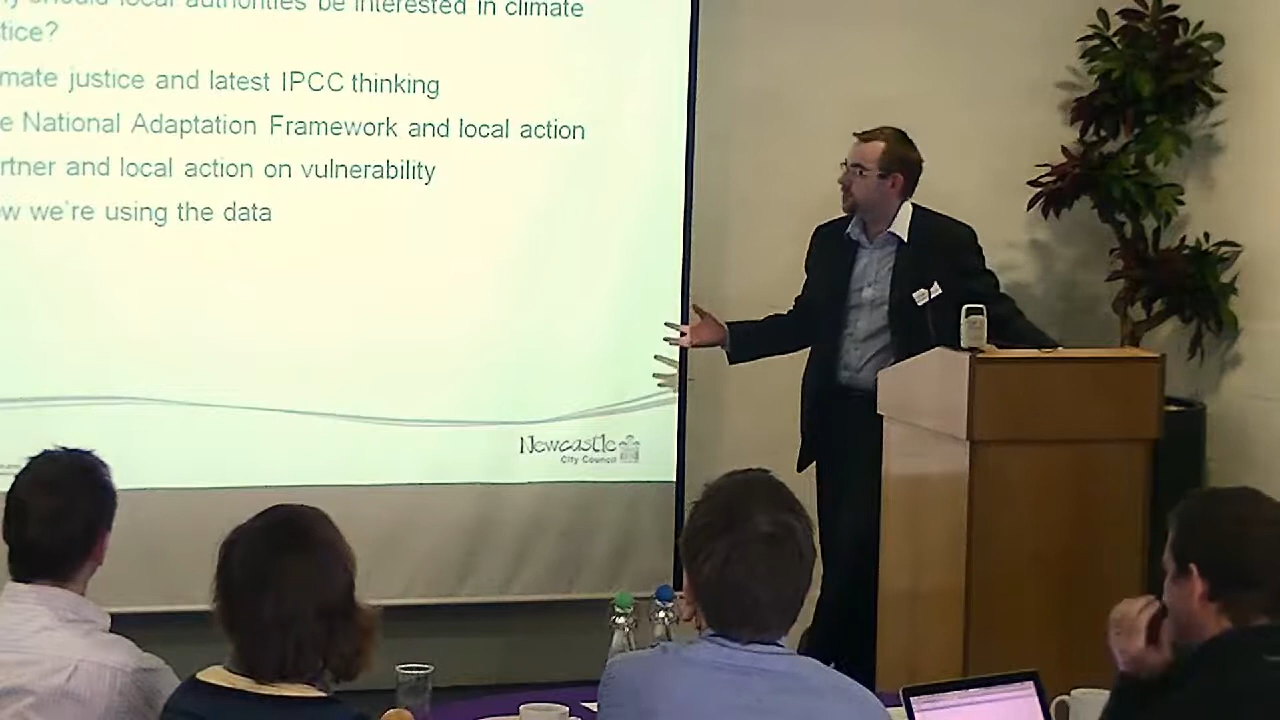 should local authorities be interested in climate
tice?
mate justice and latest IPCC thinking
e National Adaptation Framework and local action
rtner and local action on vulnerability
ow we're using the data
Newcastle
City Council